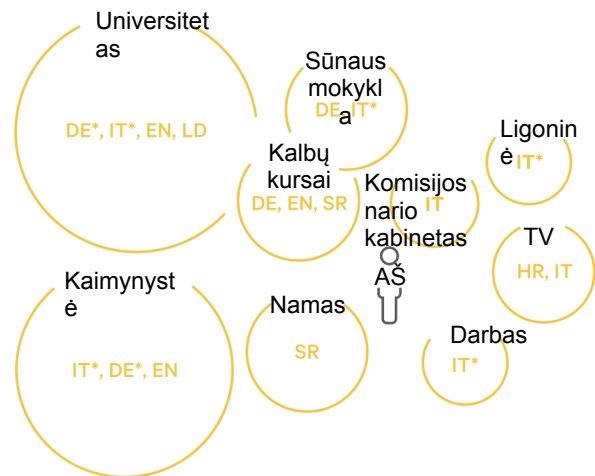 Universitet
as
DE*, IT*, EN, LD
Sūnaus
mokykl
a
DE, IT*
Kalbų
kursai
DE, EN, SR
Komisijos
nario
kabinetas
IT
Ligonin
ė
IT*
TV
HR, IT
AŠ
Kaimynyst
ė
IT*, DE*, EN
Namas
SR
Darbas
IT*